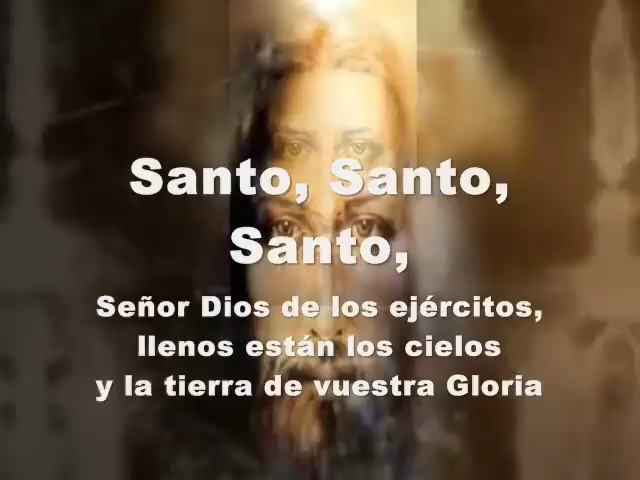 Santo, Santo,
Santo,
Señor Dios de los ejércitos,
llenos están los cielos
y la tierra de vuestra Gloria